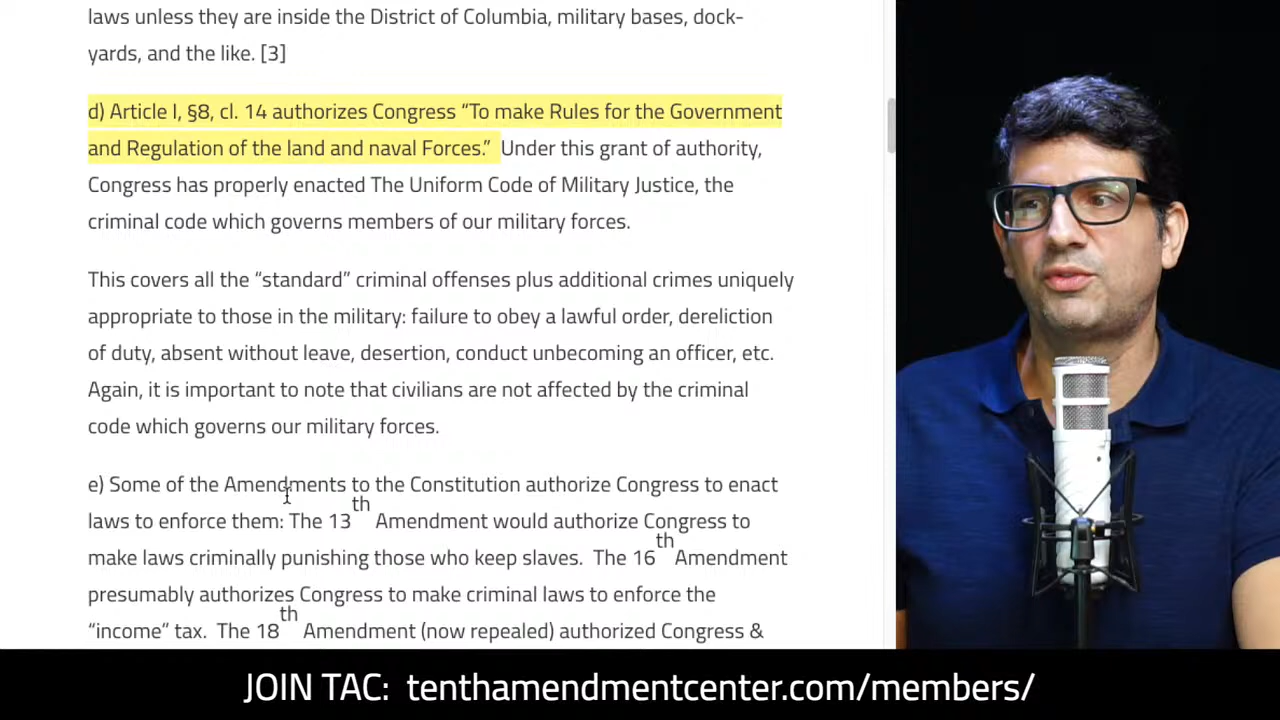 laws unless they are inside the District of Columbia, military bases, dock-
yards, and the like. [3]
d) Article I, §8, cl. 14 authorizes Congress “To make Rules for the Government
and Regulation of the land and naval Forces.” Under this grant of authority,
Congress has properly enacted The Uniform Code of Military Justice, the
criminal code which governs members of our military forces.
This covers all the “standard” criminal offenses plus additional crimes uniquely
appropriate to those in the military: failure to obey a lawful order, dereliction
of duty, absent without leave, desertion, conduct unbecoming an officer, etc.
Again, it is important to note that civilians are not affected by the criminal
code which governs our military forces.
e) Some of the Amendments to the Constitution authorize Congress to enact
laws to enforce them: The 13th Amendment would authorize Congress to
make laws criminally punishing those who keep slaves. The 16th Amendment
presumably authorizes Congress to make criminal laws to enforce the
“income” tax. The 18th Amendment (now repealed) authorized Congress &
JOIN TAC: tenthamendmentcenter.com/members/